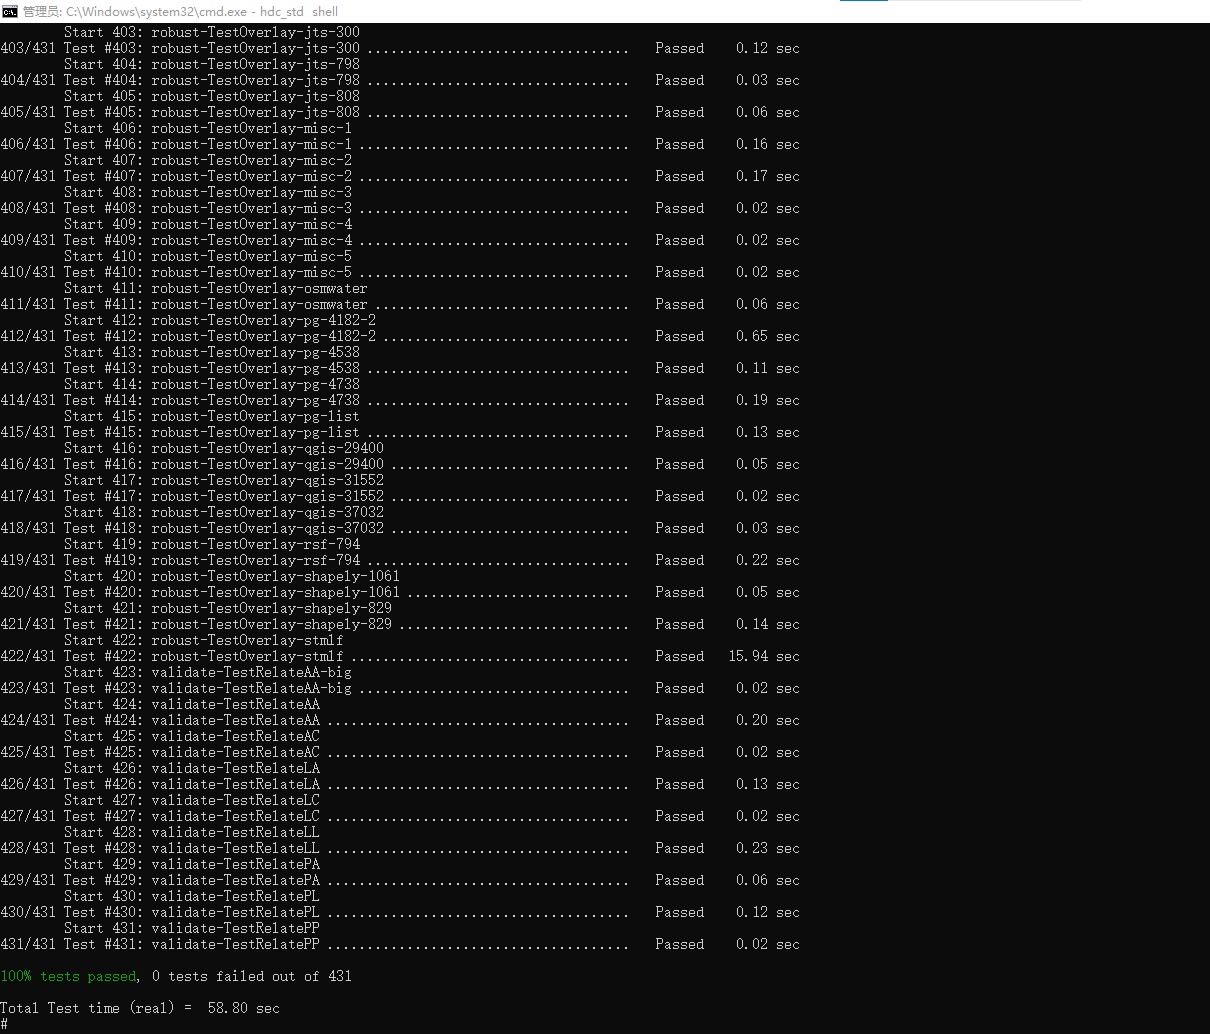 管理员: C:\Windows\system32\cmd.exe - hdc_std shell
Start 403: robust-TestOverlay-jts-300
403/431 Test #403: robust-TestOverlay-jts-300 ................................. Passed 0.12 sec
Start 404: robust-TestOverlay-jts-798
404/431 Test #404: robust-TestOverlay-jts-798 ................................. Passed 0.03 sec
Start 405: robust-TestOverlay-jts-808
405/431 Test #405: robust-TestOverlay-jts-808 ................................. Passed 0.06 sec
Start 406: robust-TestOverlay-misc-1
406/431 Test #406: robust-TestOverlay-misc-1 .................................. Passed 0.16 sec
Start 407: robust-TestOverlay-misc-2
407/431 Test #407: robust-TestOverlay-misc-2 .................................. Passed 0.17 sec
Start 408: robust-TestOverlay-misc-3
408/431 Test #408: robust-TestOverlay-misc-3 .................................. Passed 0.02 sec
Start 409: robust-TestOverlay-misc-4
409/431 Test #409: robust-TestOverlay-misc-4 .................................. Passed 0.02 sec
Start 410: robust-TestOverlay-misc-5
410/431 Test #410: robust-TestOverlay-misc-5 .................................. Passed 0.02 sec
Start 411: robust-TestOverlay-osmwater
411/431 Test #411: robust-TestOverlay-osmwater ................................ Passed 0.06 sec
Start 412: robust-TestOverlay-pg-4182-2
412/431 Test #412: robust-TestOverlay-pg-4182-2 ............................... Passed 0.65 sec
Start 413: robust-TestOverlay-pg-4538
413/431 Test #413: robust-TestOverlay-pg-4538 ................................. Passed 0.11 sec
Start 414: robust-TestOverlay-pg-4738
414/431 Test #414: robust-TestOverlay-pg-4738 ................................. Passed 0.19 sec
Start 415: robust-TestOverlay-pg-list
415/431 Test #415: robust-TestOverlay-pg-list ................................. Passed 0.13 sec
Start 416: robust-TestOverlay-qgis-29400
416/431 Test #416: robust-TestOverlay-qgis-29400 .............................. Passed 0.05 sec
Start 417: robust-TestOverlay-qgis-31552
417/431 Test #417: robust-TestOverlay-qgis-31552 .............................. Passed 0.02 sec
Start 418: robust-TestOverlay-qgis-37032
418/431 Test #418: robust-TestOverlay-qgis-37032 .............................. Passed 0.03 sec
Start 419: robust-TestOverlay-rsf-794
419/431 Test #419: robust-TestOverlay-rsf-794 ................................. Passed 0.22 sec
Start 420: robust-TestOverlay-shapely-1061
420/431 Test #420: robust-TestOverlay-shapely-1061 ............................ Passed 0.05 sec
Start 421: robust-TestOverlay-shapely-829
421/431 Test #421: robust-TestOverlay-shapely-829 ............................. Passed 0.14 sec
Start 422: robust-TestOverlay-stmlf
422/431 Test #422: robust-TestOverlay-stmlf ................................... Passed 15.94 sec
Start 423: validate-TestRelateAA-big
423/431 Test #423: validate-TestRelateAA-big .................................. Passed 0.02 sec
Start 424: validate-TestRelateAA
424/431 Test #424: validate-TestRelateAA ...................................... Passed 0.20 sec
Start 425: validate-TestRelateAC
425/431 Test #425: validate-TestRelateAC ...................................... Passed 0.02 sec
Start 426: validate-TestRelateLA
426/431 Test #426: validate-TestRelateLA ...................................... Passed 0.13 sec
Start 427: validate-TestRelateLC
427/431 Test #427: validate-TestRelateLC ...................................... Passed 0.02 sec
Start 428: validate-TestRelateLL
428/431 Test #428: validate-TestRelateLL ...................................... Passed 0.23 sec
Start 429: validate-TestRelatePA
429/431 Test #429: validate-TestRelatePA ...................................... Passed 0.06 sec
Start 430: validate-TestRelatePL
430/431 Test #430: validate-TestRelatePL ...................................... Passed 0.12 sec
Start 431: validate-TestRelatePP
431/431 Test #431: validate-TestRelatePP ...................................... Passed 0.02 sec
100% tests passed, 0 tests failed out of 431
Total Test time (real) = 58.80 sec
#